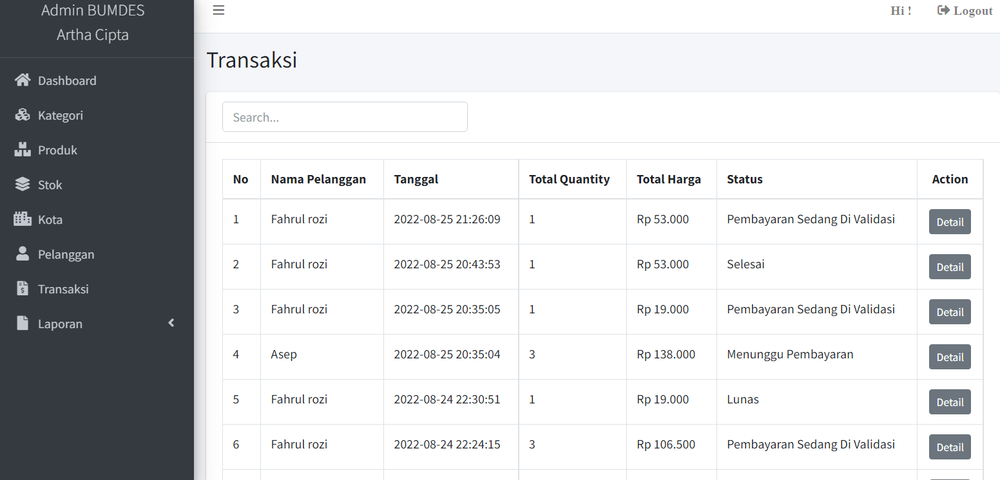 Admin BUMDES
Artha Cipta
Hi !
Logout
Dashboard
Kategori
Produk
Stok
Kota
Pelanggan
Transaksi
Laporan
Transaksi
Search...
No Nama Pelanggan Tanggal Total Quantity Total Harga Status Action
1 Fahrul rozi 2022-08-25 21:26:09 1 Rp 53.000 Pembayaran Sedang Di Validasi Detail
2 Fahrul rozi 2022-08-25 20:43:53 1 Rp 53.000 Selesai Detail
3 Fahrul rozi 2022-08-25 20:35:05 1 Rp 19.000 Pembayaran Sedang Di Validasi Detail
4 Asep 2022-08-25 20:35:04 3 Rp 138.000 Menunggu Pembayaran Detail
5 Fahrul rozi 2022-08-24 22:30:51 1 Rp 19.000 Lunas Detail
6 Fahrul rozi 2022-08-24 22:24:15 3 Rp 106.500 Pembayaran Sedang Di Validasi Detail